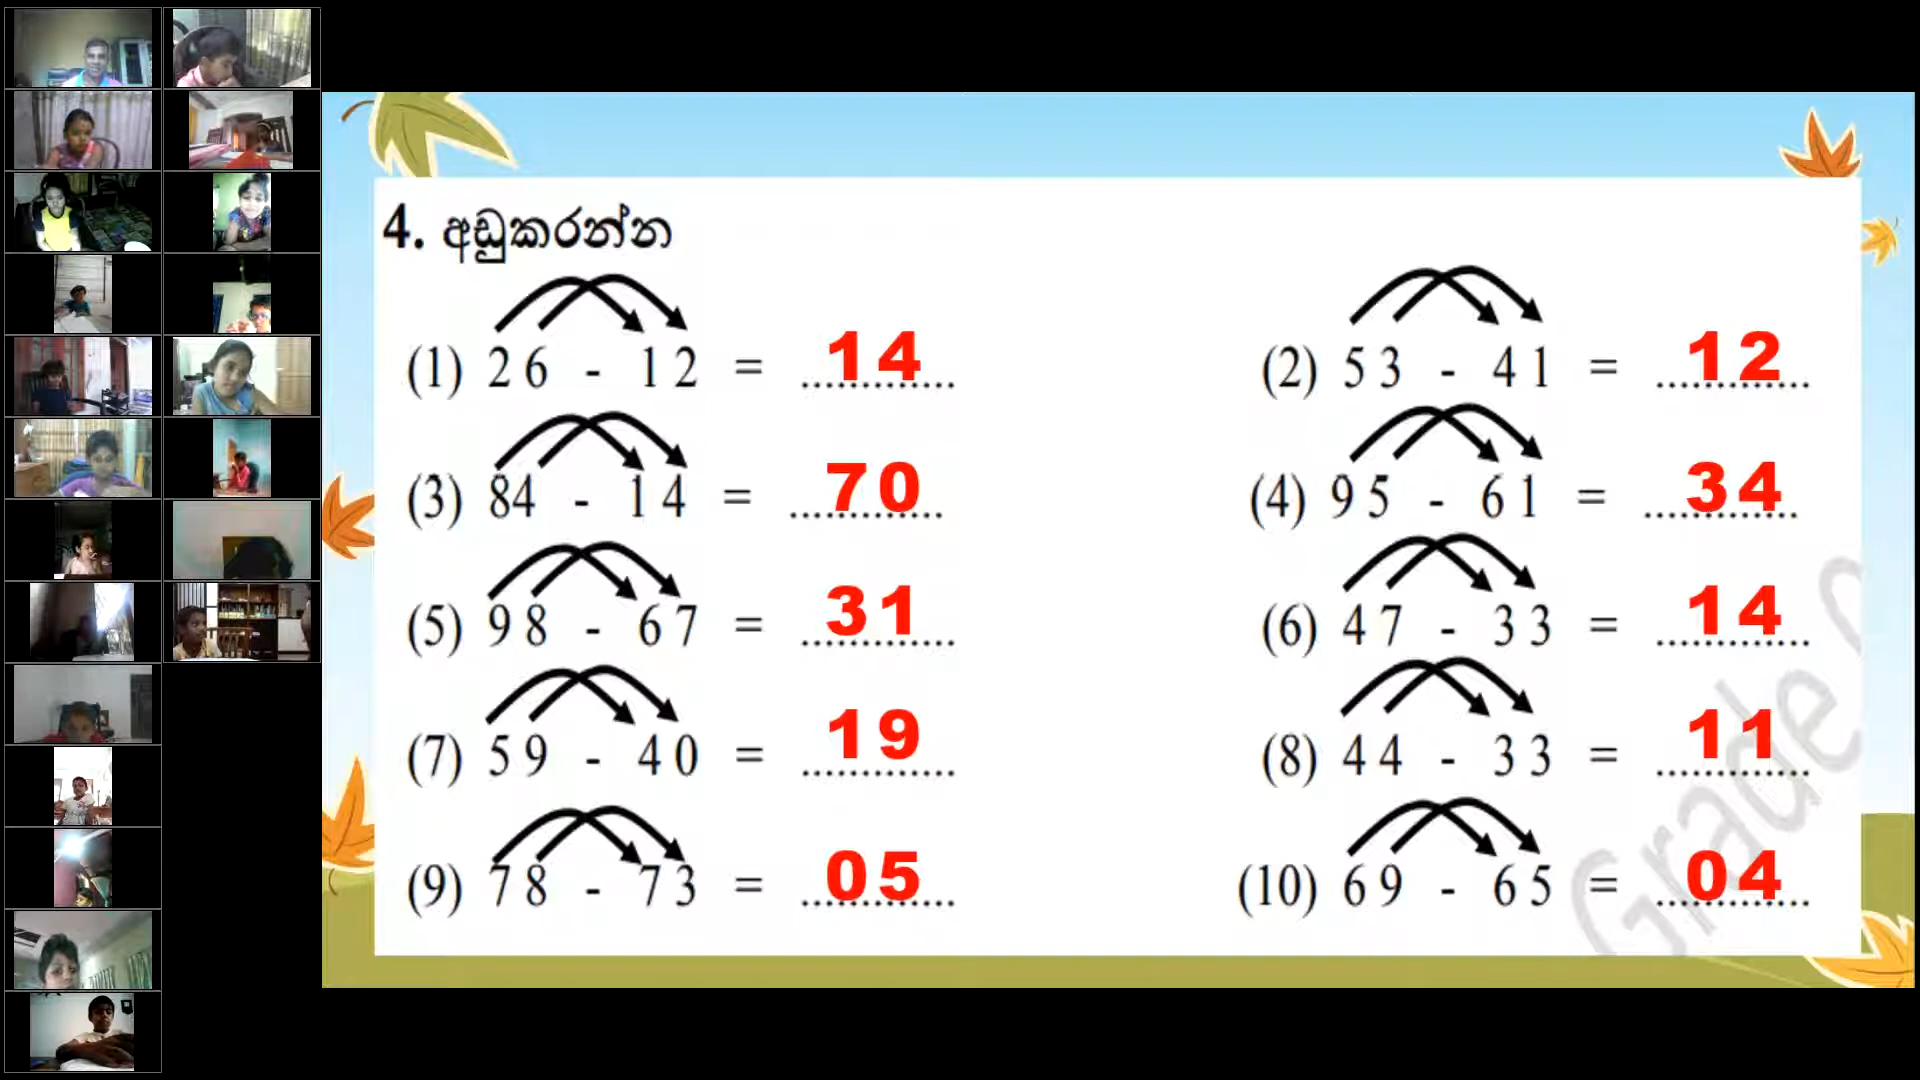 4. අඩුකරන්න
(1) 26 - 12 = 14 (2) 53 - 41 = 12
(3) 84 - 14 = 70 (4) 95 - 61 = 34
(5) 98 - 67 = 31 (6) 47 - 33 = 14
(7) 59 - 40 = 19 (8) 44 - 33 = 11
(9) 78 - 73 = 05 (10) 69 - 65 = 04
Grade